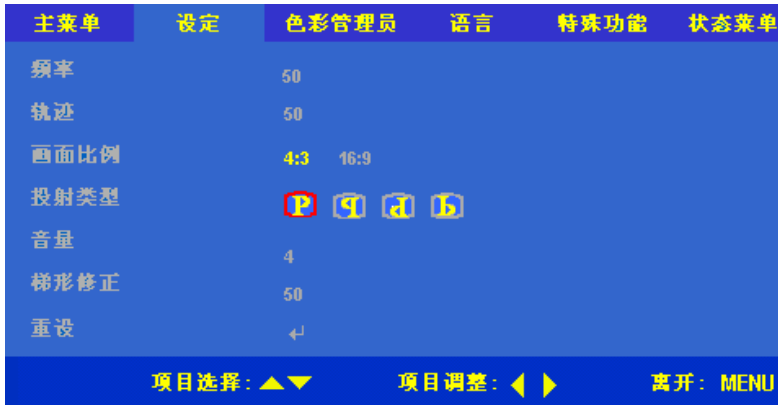 主菜单 设定 色彩管理员 语言 特殊功能 状态菜单
频率 50
轨迹 50
画面比例 4:3 16:9
投射类型
音量 4
梯形修正 50
重设
项目选择: 项目调整: 离开: MENU